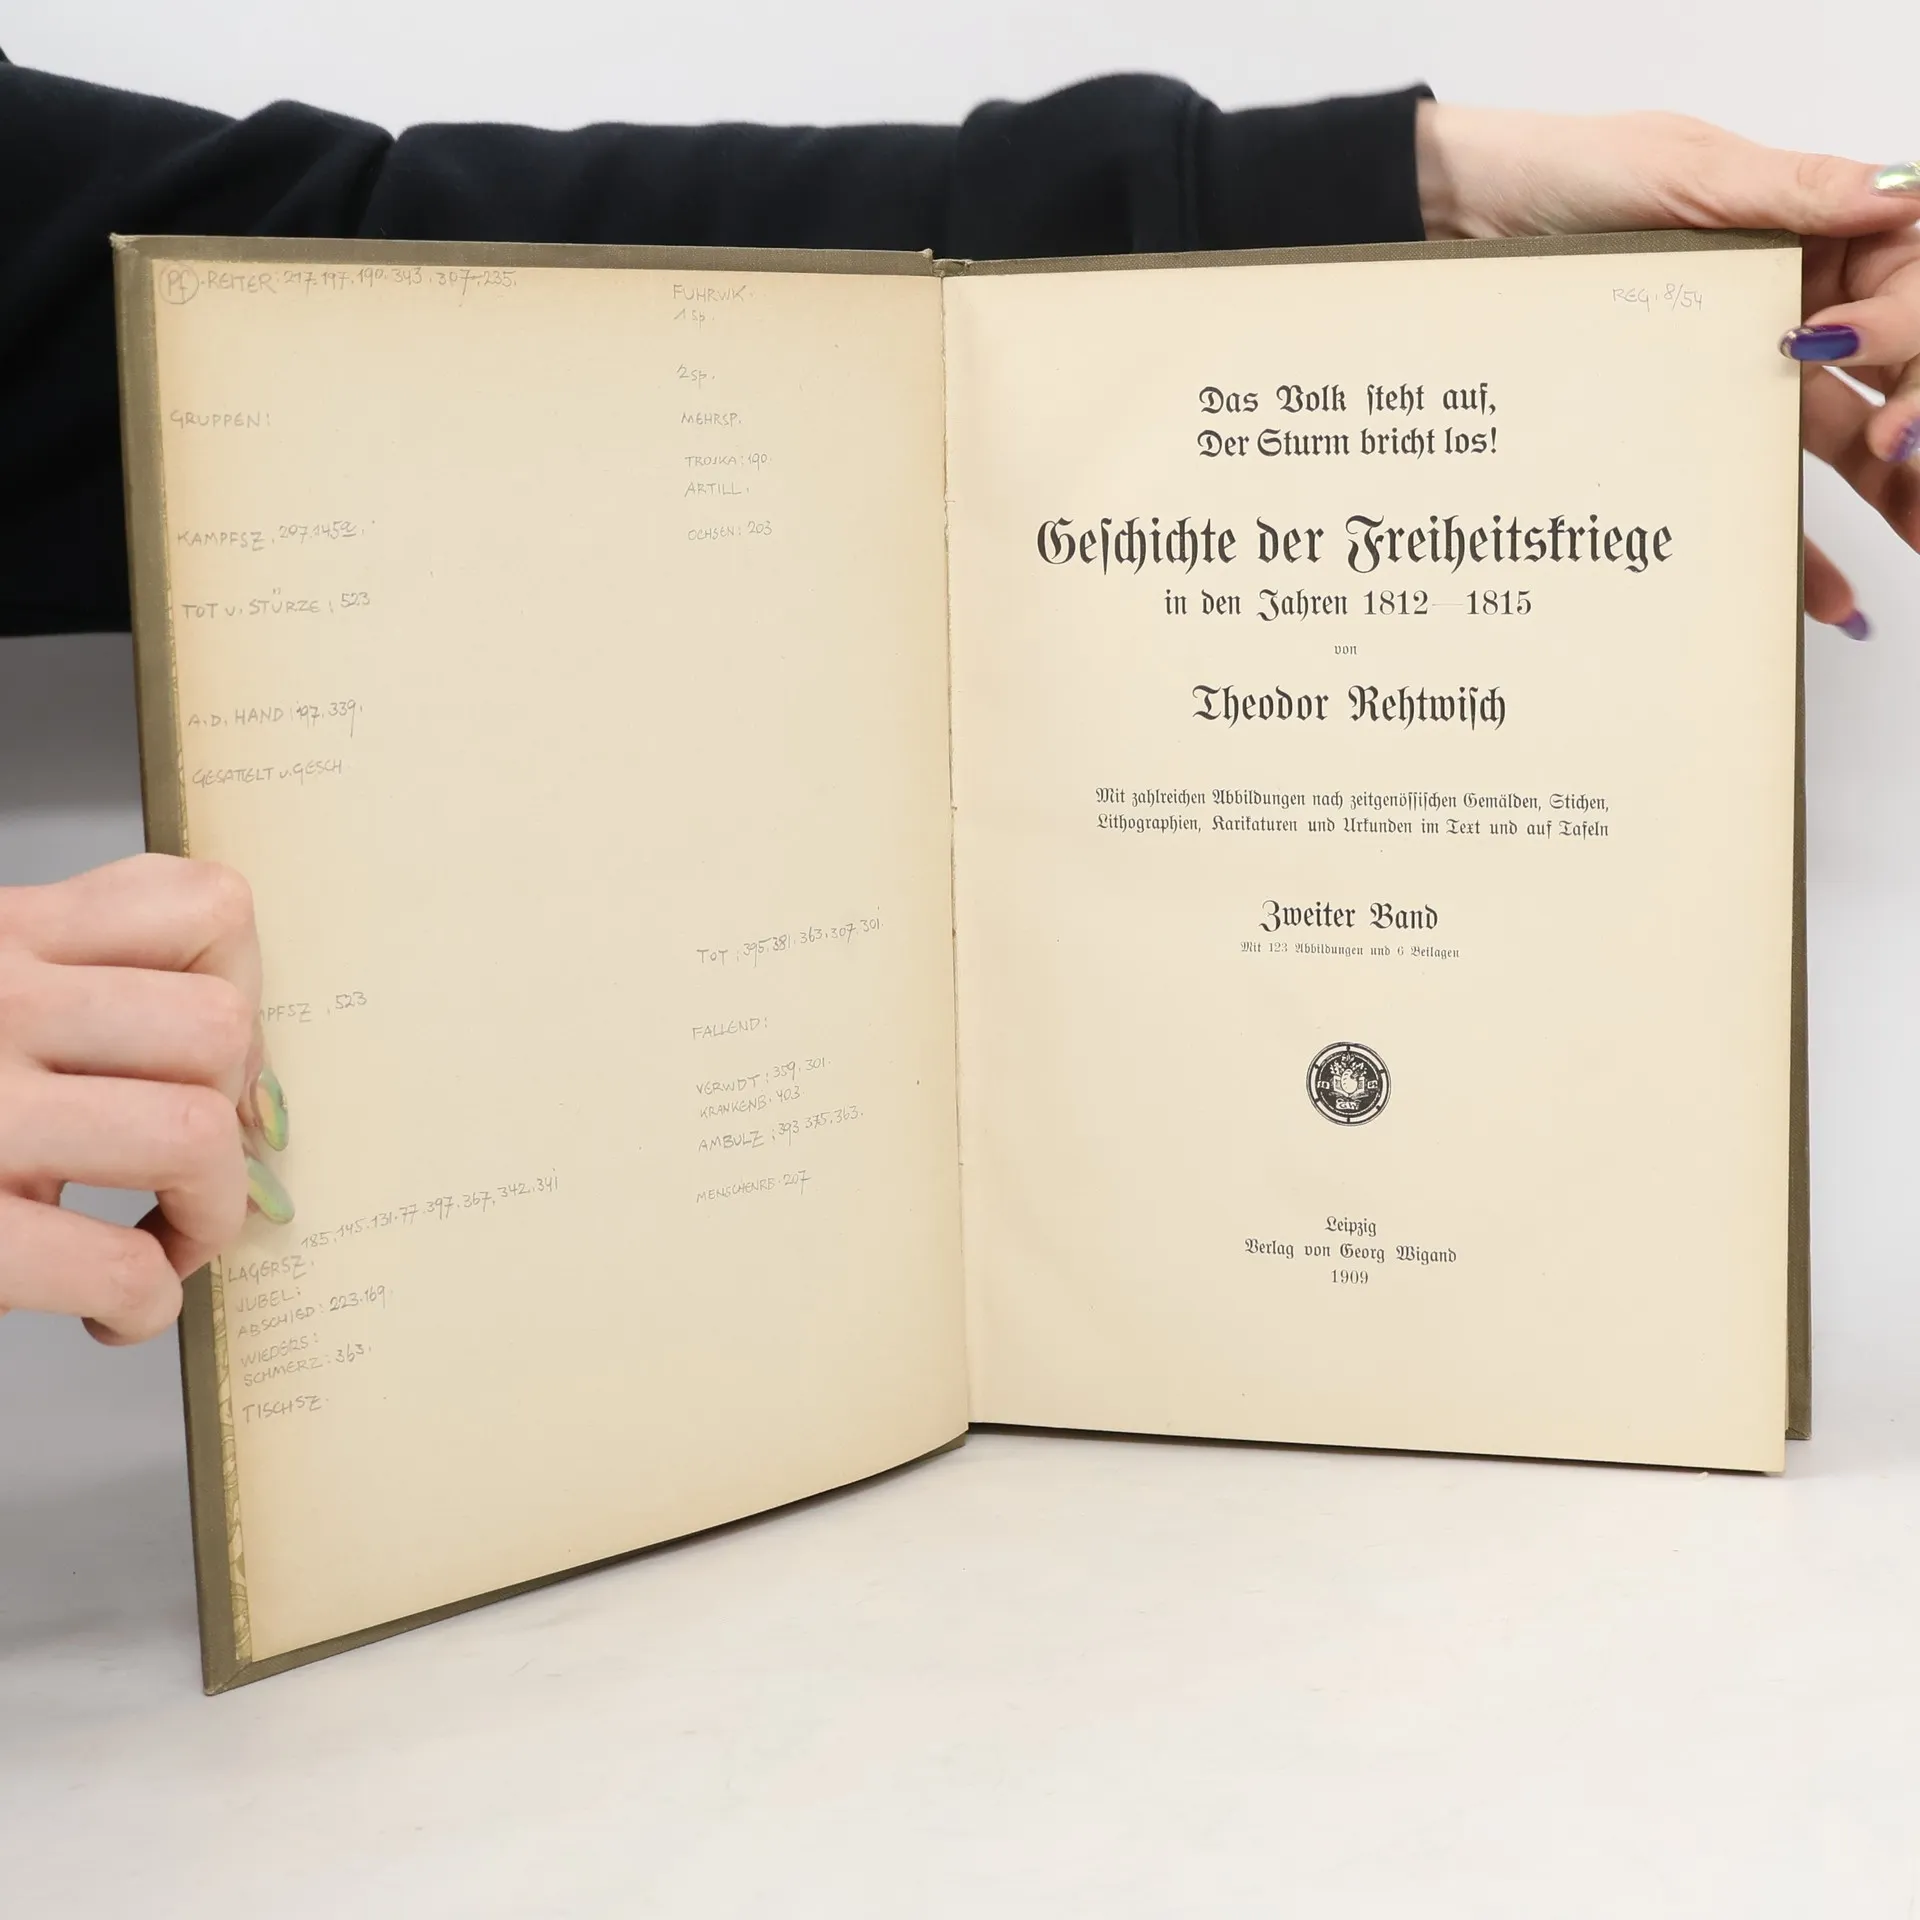 Pf. REITER: 217.197.190.343.307.235.
FUHRWK.
1 Sp.
2 Sp.
GRUPPEN:
MEHRSP.
TROIKA: 190.
ARTILL.
KAMPFSZ.
OCHSEN: 203
TOT u. STÜRZE: 523
A.D. HAND: 197.339.
GESATTELT u. GESCH
TOT: 395.381.363.307.301.
MPFSZ .523
FALLEND:
VERWDT: 359.301.
KRANKENB. 403
AMBULZ: 393 375.363.
MENSCHENRB. 207
185.145.131.77.397.367.342.341
LAGERSZ.
JUBEL:
ABSCHIED: 223.169.
WIEDERS:
SCHMERZ: 363.
TISCHSZ.
REG. 8/54
Das Volk ſteht auf,
Der Sturm bricht los!
Geſchichte der Freiheitskriege
in den Jahren 1812—1815
von
Theodor Rehtwiſch
Mit zahlreichen Abbildungen nach zeitgenöſſiſchen Gemälden, Stichen,
Lithographien, Karikaturen und Urkunden im Text und auf Tafeln
Zweiter Band
Mit 123 Abbildungen und 6 Beilagen
Leipzig
Verlag von Georg Wigand
1909